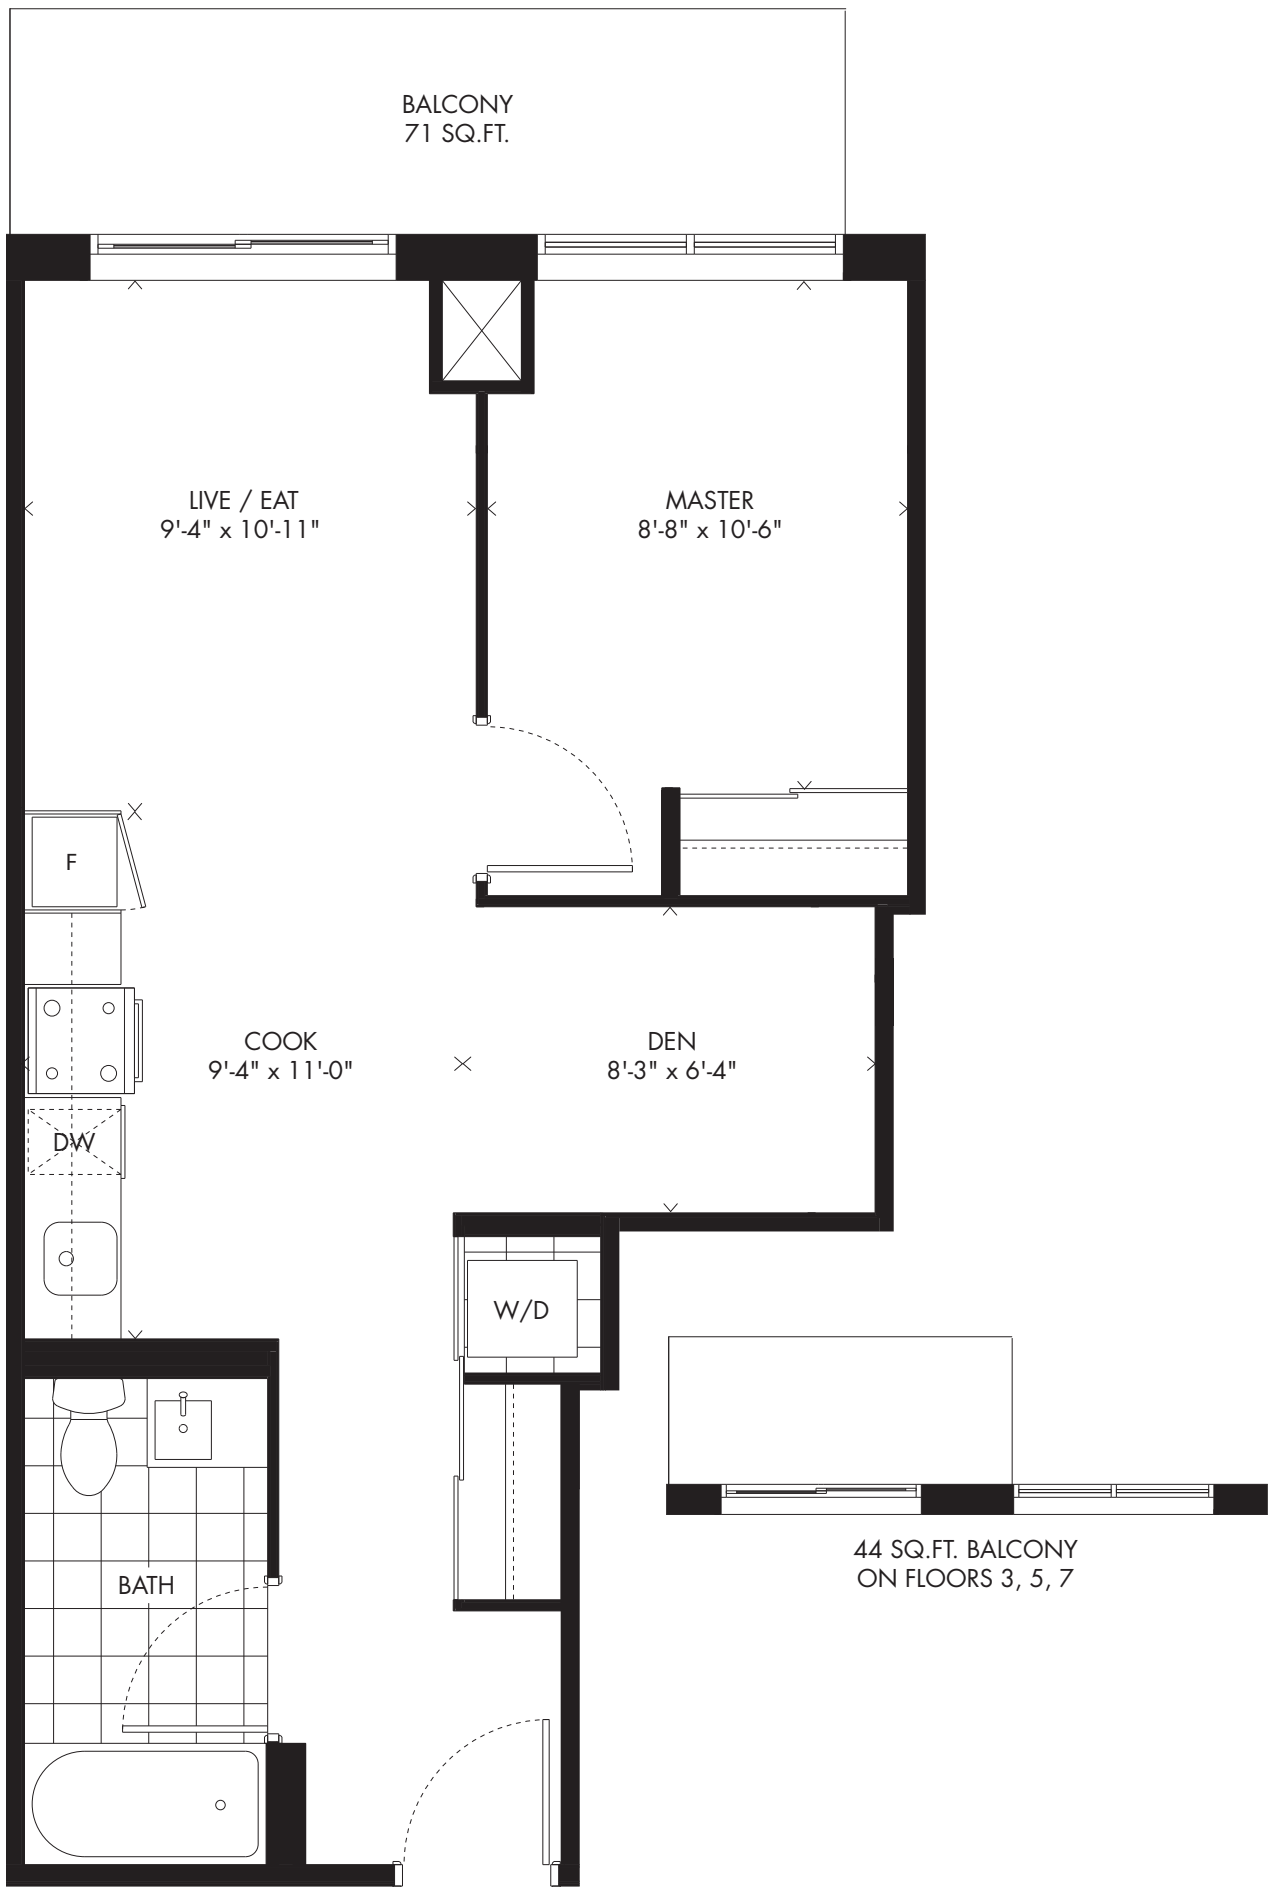 BALCONY
71 SQ.FT.
LIVE / EAT
9'-4" x 10'-11"
MASTER
8'-8" x 10'-6"
F
COOK
9'-4" x 11'-0"
DEN
8'-3" x 6'-4"
DW
W/D
BATH
44 SQ.FT. BALCONY
ON FLOORS 3, 5, 7